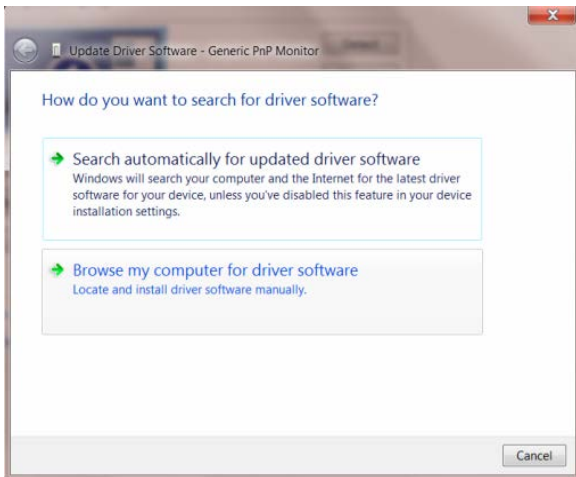 Update Driver Software - Generic PnP Monitor
How do you want to search for driver software?
Search automatically for updated driver software
Windows will search your computer and the Internet for the latest driver
software for your device, unless you've disabled this feature in your device
installation settings.
Browse my computer for driver software
Locate and install driver software manually.
Cancel